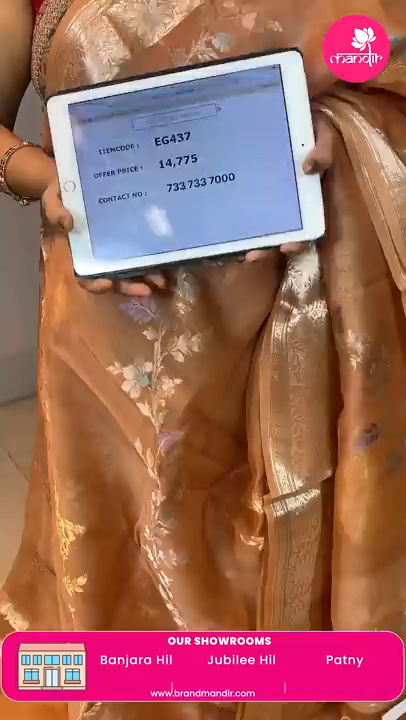 mandir
ITEMCODE : EG437
OFFER PRICE : 14,775
CONTACT NO : 733 733 7000
OUR SHOWROOMS
Banjara Hil Jubilee Hil Patny
www.brandmandir.com